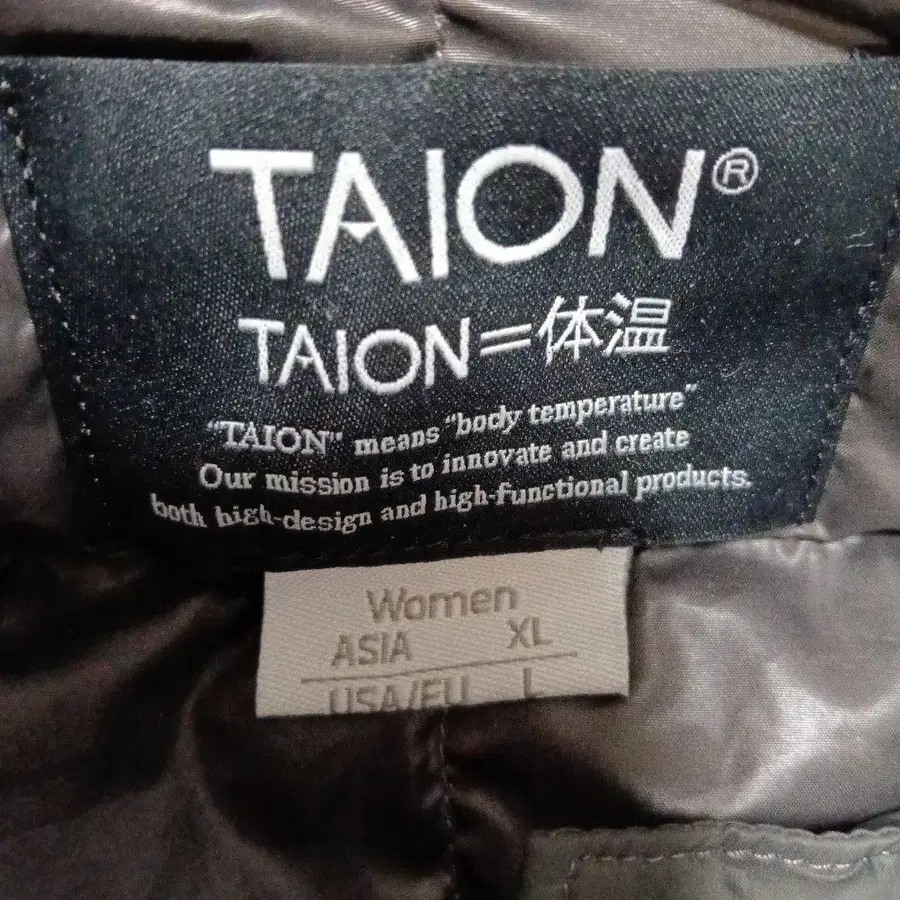 TAION®
TAION=体温
"TAION" means "body temperature"
Our mission is to innovate and create
both high-design and high-functional products.
Women
ASIA XL
USA/EU L